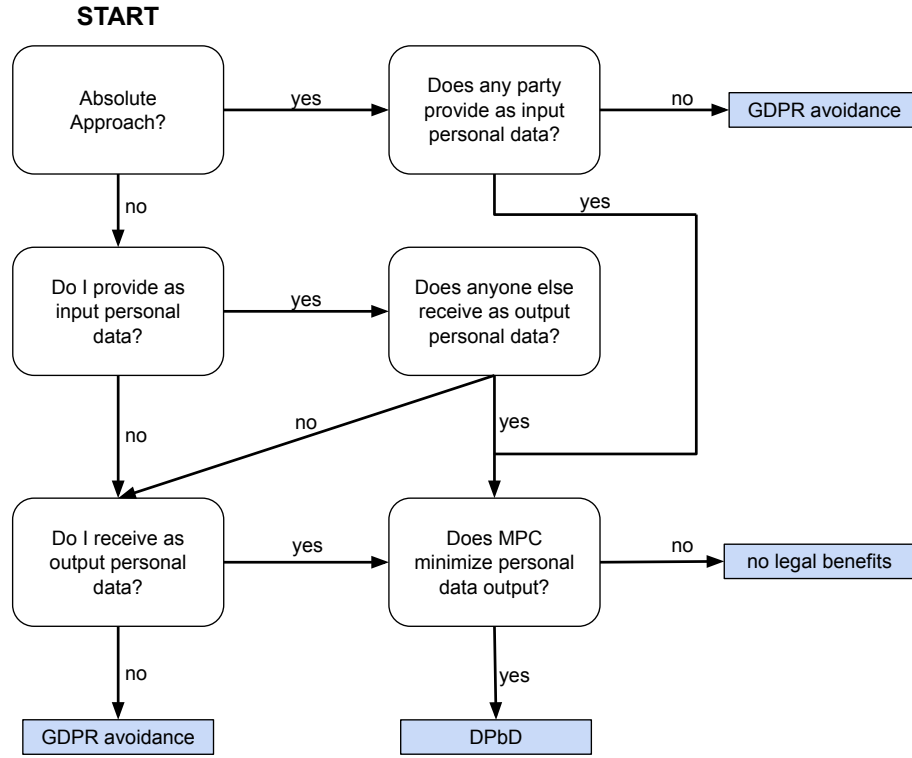 START
Absolute
Approach?
yes
Does any party
provide as input
personal data?
no
GDPR avoidance
no
yes
Do I provide as
input personal
data?
yes
Does anyone else
receive as output
personal data?
no
no
yes
Do I receive as
output personal
data?
yes
Does MPC
minimize personal
data output?
no
no legal benefits
no
yes
GDPR avoidance
DPbD